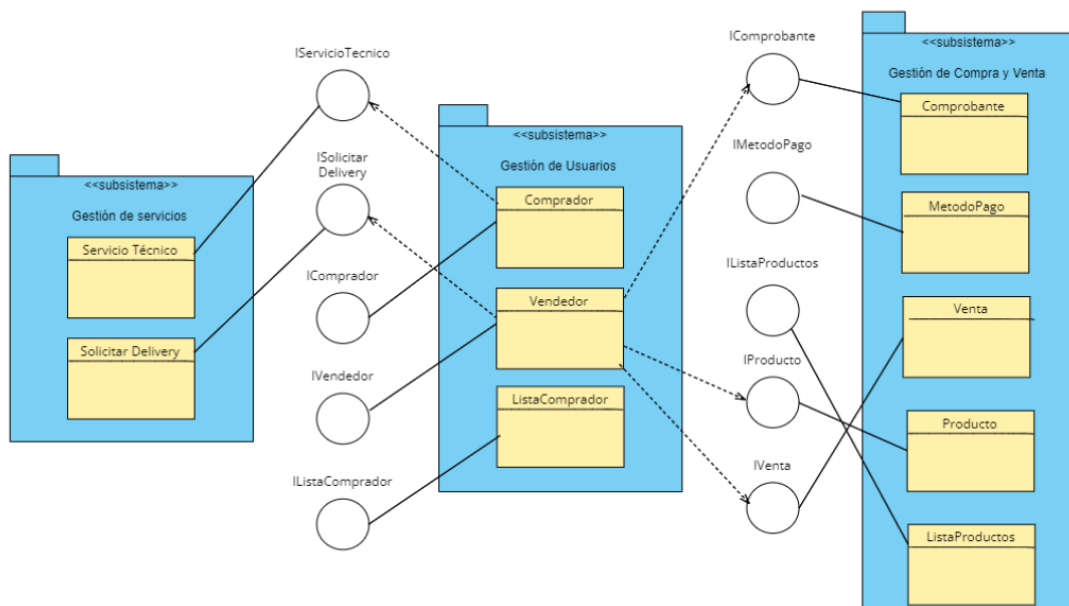 <<subsistema>>
Gestión de servicios
Servicio Técnico
Solicitar Delivery
IServicioTecnico
ISolicitar
Delivery
IComprador
IVendedor
IListaComprador
<<subsistema>>
Gestión de Usuarios
Comprador
Vendedor
ListaComprador
IComprobante
IMetodoPago
IListaProductos
IProducto
IVenta
<<subsistema>>
Gestión de Compra y Venta
Comprobante
MetodoPago
Venta
Producto
ListaProductos